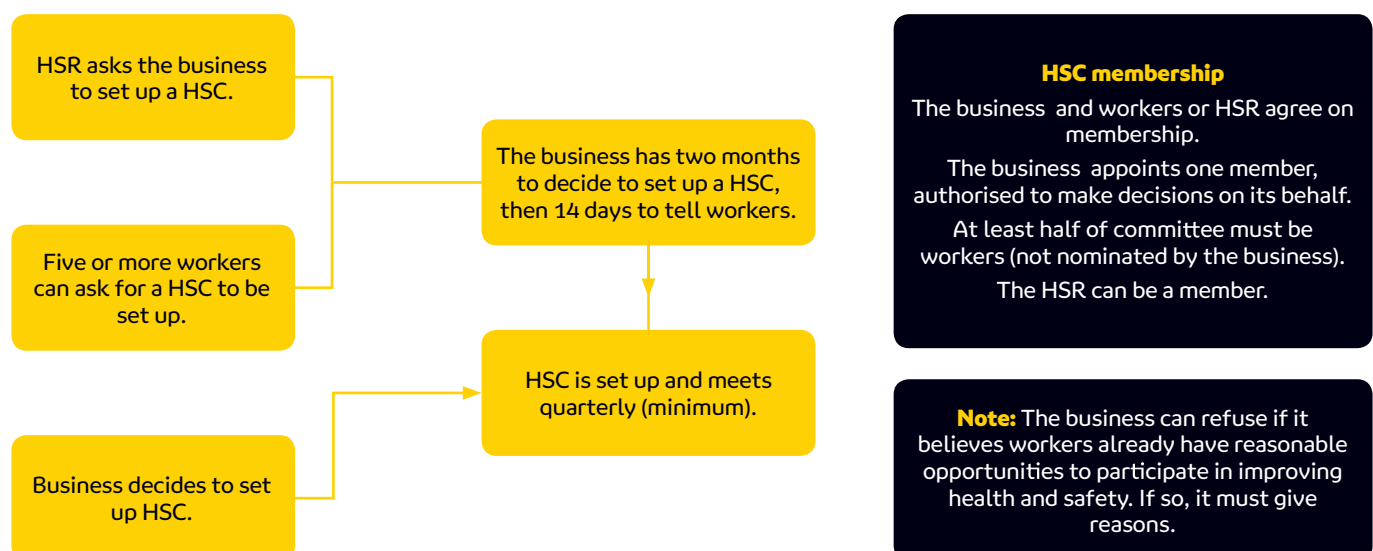 HSR asks the business
to set up a HSC.
Five or more workers
can ask for a HSC to be
set up.
Business decides to set
up HSC.
The business has two months
to decide to set up a HSC,
then 14 days to tell workers.
HSC is set up and meets
quarterly (minimum).
HSC membership
The business and workers or HSR agree on
membership.
The business appoints one member,
authorised to make decisions on its behalf.
At least half of committee must be
workers (not nominated by the business).
The HSR can be a member.
Note: The business can refuse if it
believes workers already have reasonable
opportunities to participate in improving
health and safety. If so, it must give
reasons.